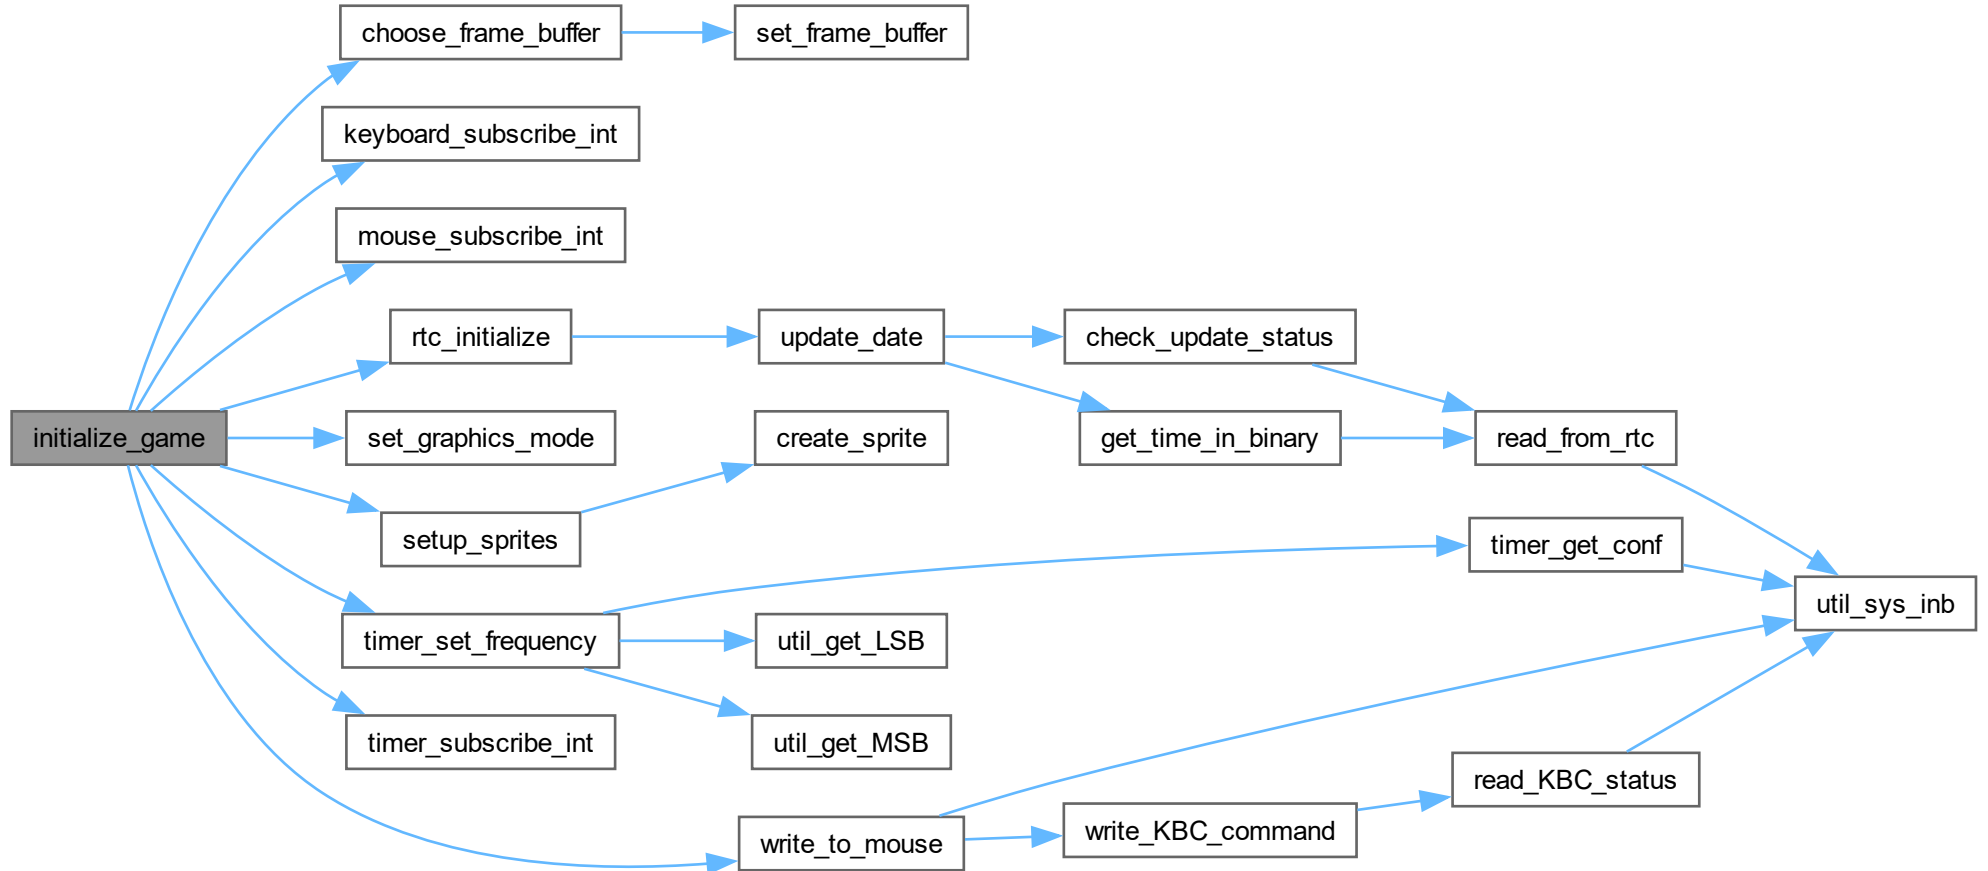 choose_frame_buffer
set_frame_buffer
keyboard_subscribe_int
mouse_subscribe_int
rtc_initialize
update_date
check_update_status
initialize_game
set_graphics_mode
create_sprite
get_time_in_binary
read_from_rtc
setup_sprites
timer_get_conf
util_sys_inb
timer_set_frequency
util_get_LSB
timer_subscribe_int
util_get_MSB
read_KBC_status
write_to_mouse
write_KBC_command